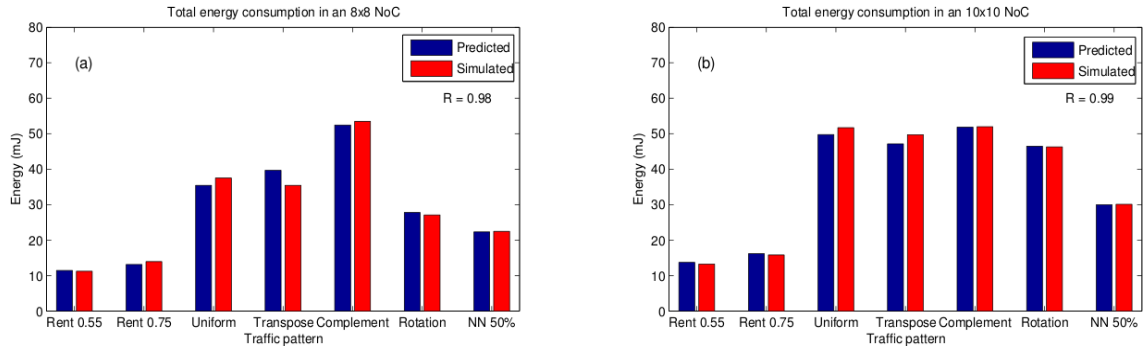 Total energy consumption in an 8x8 NoC
80
70
60
50
40
30
20
10
0
Energy (mJ)
(a)
Predicted
Simulated
R = 0.98
Rent 0.55 Rent 0.75 Uniform Transpose Complement Rotation NN 50%
Traffic pattern
Total energy consumption in an 10x10 NoC
80
70
60
50
40
30
20
10
0
Energy (mJ)
(b)
Predicted
Simulated
R = 0.99
Rent 0.55 Rent 0.75 Uniform Transpose Complement Rotation NN 50%
Traffic pattern